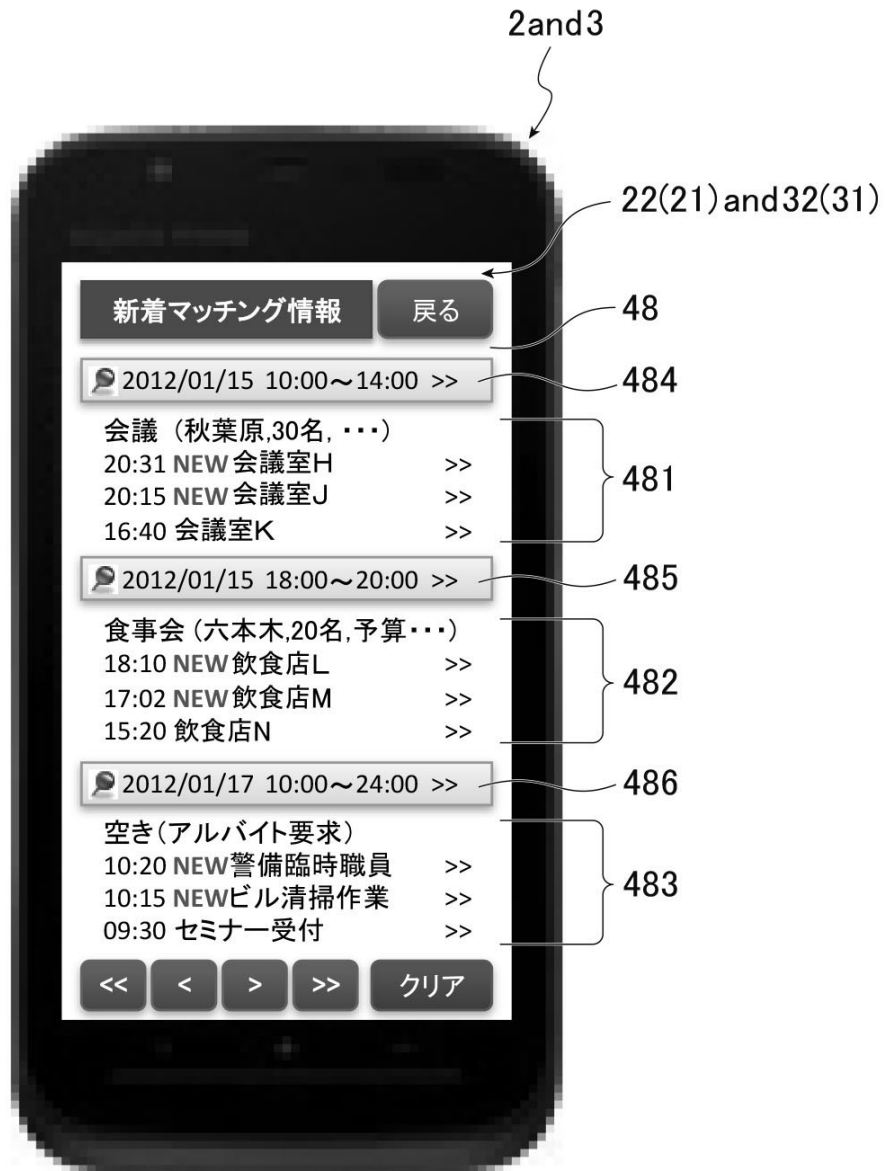 2and3
22(21)and32(31)
新着マッチング情報 戻る
48
2012/01/15 10:00～14:00 >>
484
会議 (秋葉原,30名, ・・・)
20:31 NEW 会議室H >>
20:15 NEW 会議室J >>
16:40 会議室K >>
481
2012/01/15 18:00～20:00 >>
485
食事会 (六本木,20名,予算・・・)
18:10 NEW 飲食店L >>
17:02 NEW 飲食店M >>
15:20 飲食店N >>
482
2012/01/17 10:00～24:00 >>
486
空き(アルバイト要求)
10:20 NEW警備臨時職員 >>
10:15 NEWビル清掃作業 >>
09:30 セミナー受付 >>
483
<< < > >> クリア